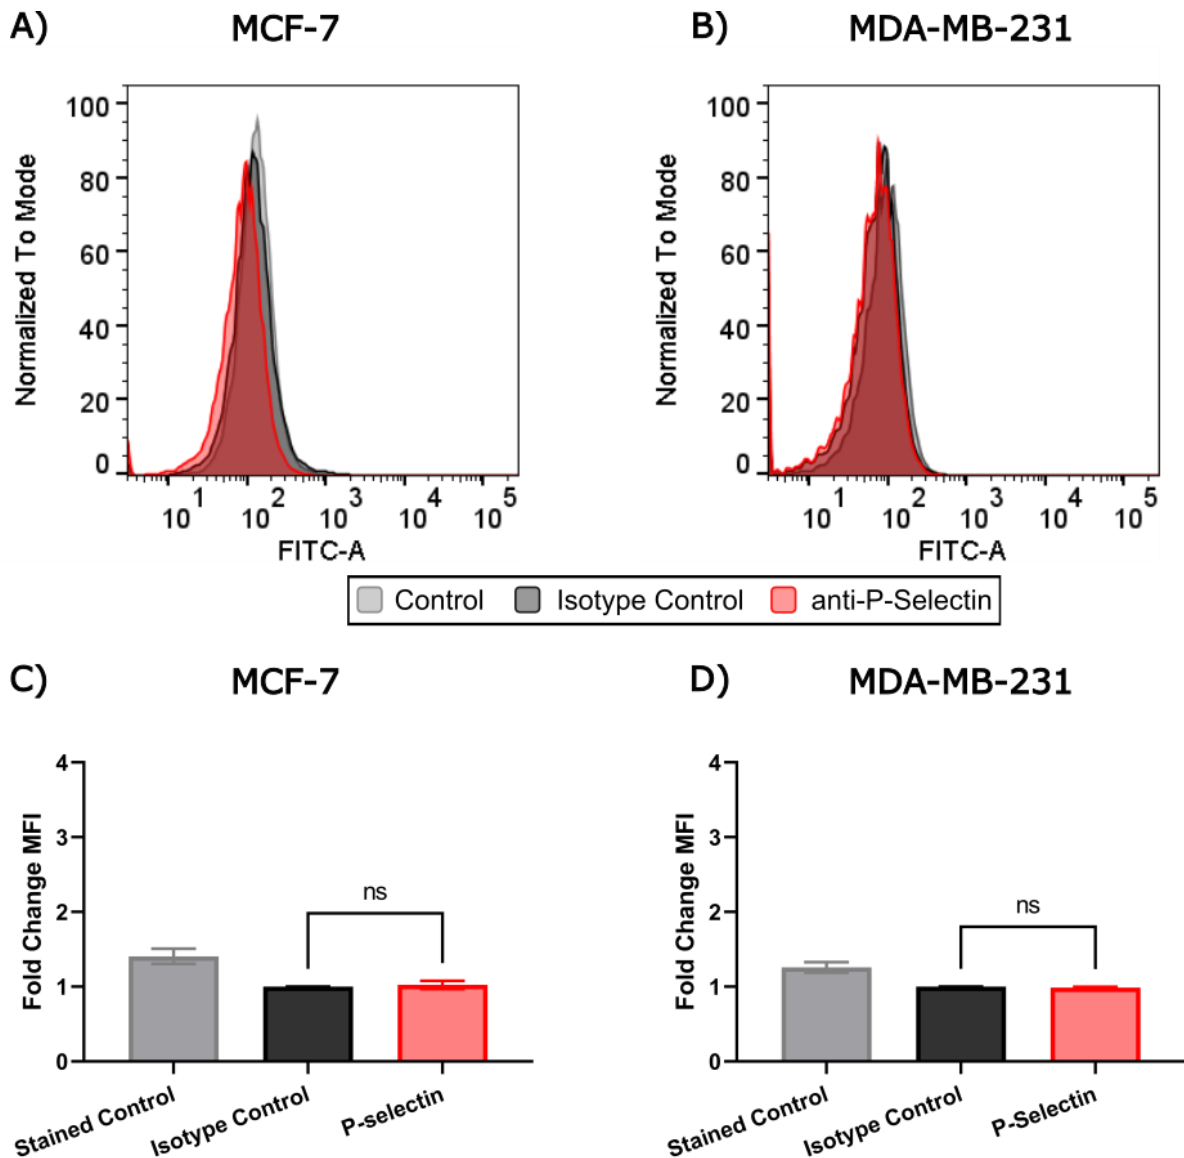 A) MCF-7
B) MDA-MB-231
Normalized To Mode
100
80
60
40
20
0
10^1 10^2 10^3 10^4 10^5
FITC-A
Normalized To Mode
100
80
60
40
20
0
10^1 10^2 10^3 10^4 10^5
FITC-A
Control Isotype Control anti-P-Selectin
C) MCF-7
D) MDA-MB-231
Fold Change MFI
4
3
2
1
0
ns
Stained Control
Isotype Control
P-selectin
Fold Change MFI
4
3
2
1
0
ns
Stained Control
Isotype Control
P-Selectin